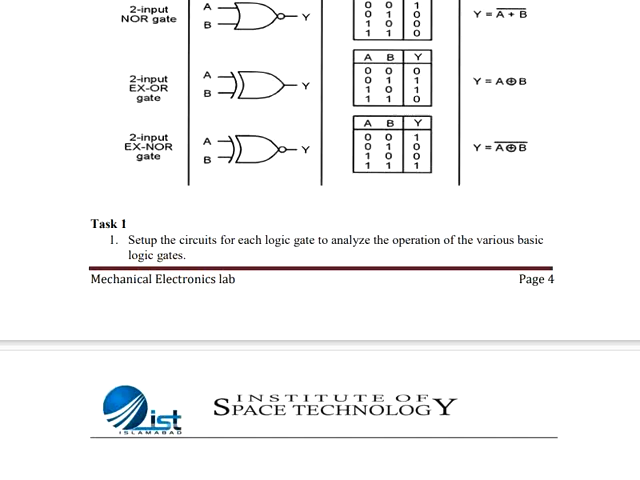 2-input
NOR gate
A
B
Y
0 0 1
0 1 0
1 0 0
1 1 0
Y = \overline{A + B}
2-input
EX-OR
gate
A
B
Y
A B Y
0 0 0
0 1 1
1 0 1
1 1 0
Y = A⊕B
2-input
EX-NOR
gate
A
B
Y
A B Y
0 0 1
0 1 0
1 0 0
1 1 1
Y = \overline{A⊕B}
Task 1
1. Setup the circuits for each logic gate to analyze the operation of the various basic
logic gates.
Mechanical Electronics lab Page 4
ist
ISLAMABAD
INSTITUTE OF
SPACE TECHNOLOGY